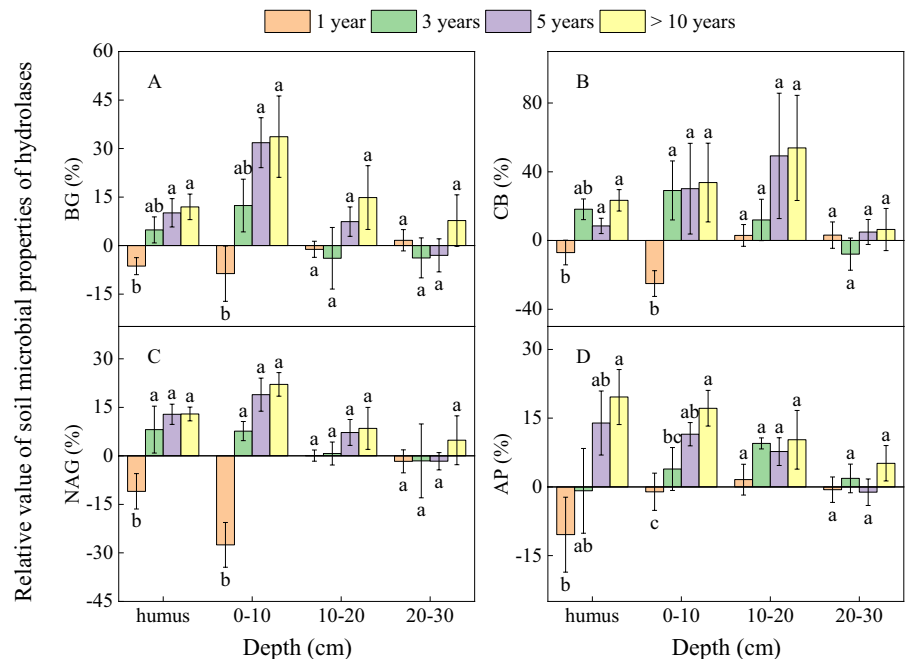 1 year 3 years 5 years > 10 years
Relative value of soil microbial properties of hydrolases
A
BG (%)
60
45
30
15
0
-15
b ab a a
b ab a a
a a a a
a a a a
B
CB (%)
80
40
0
-40
b ab a a
b a a a
a a a a
a a a a
C
NAG (%)
30
15
0
-15
-30
-45
b a a a
b a a a
a a a a
a a a a
humus 0-10 10-20 20-30
Depth (cm)
D
AP (%)
30
15
0
-15
b ab ab a
c bc ab a
a a a a
a a a a
humus 0-10 10-20 20-30
Depth (cm)